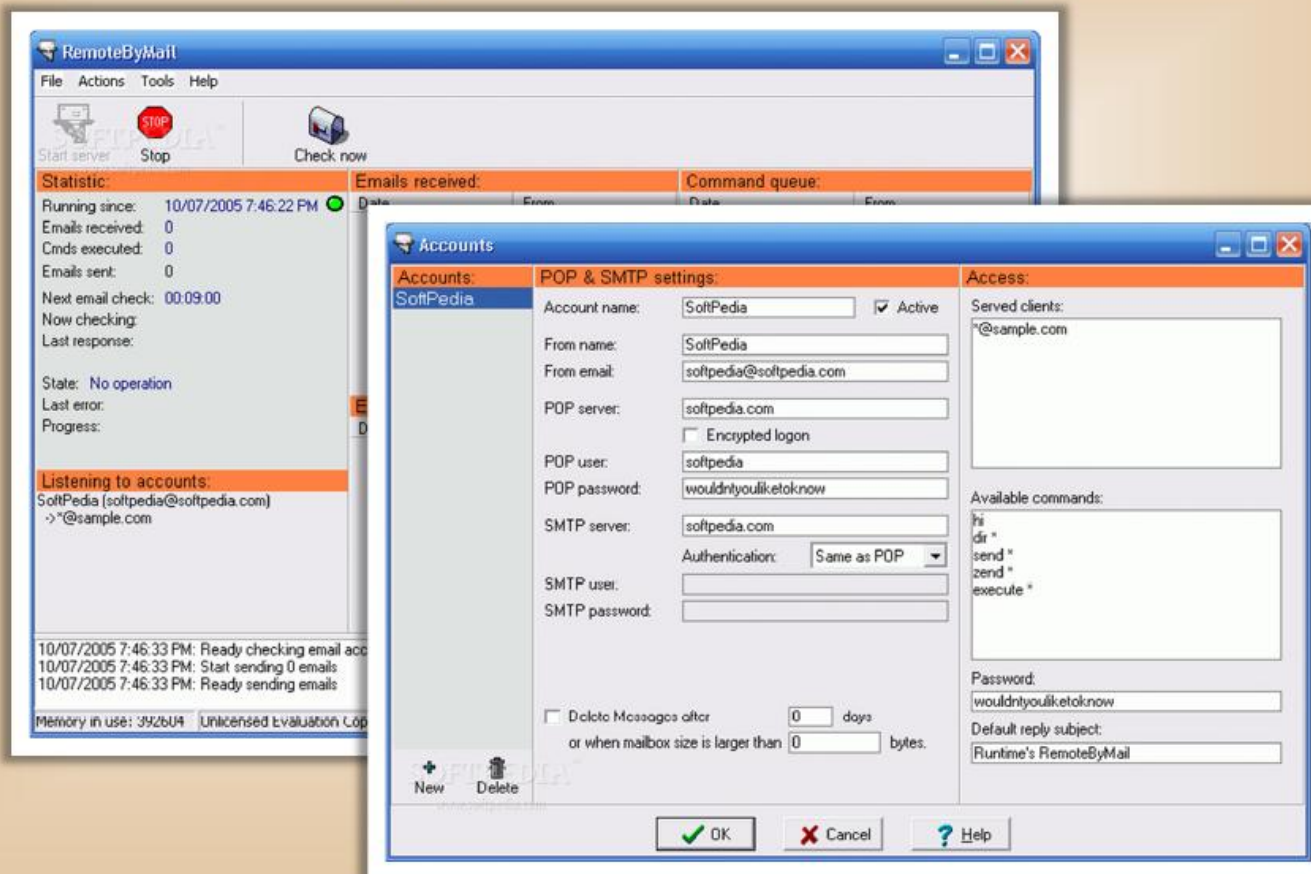 RemoteByMail
File Actions Tools Help
Start server Stop Check now
SOFTPEDIA
Statistic: Emails received: Command queue:
Running since: 10/07/2005 7:46:22 PM Date From Date From
Emails received: 0
Cmds executed: 0
Emails sent: 0
Next email check: 00:09:00
Now checking:
Last response:
State: No operation
Last error:
Progress:
Listening to accounts:
SoftPedia (softpedia@softpedia.com)
->*@sample.com
10/07/2005 7:46:33 PM: Ready checking email acc
10/07/2005 7:46:33 PM: Start sending 0 emails
10/07/2005 7:46:33 PM: Ready sending emails
Memory in use: 392604 Unlicensed Evaluation Cop
E
D
Accounts
Accounts: POP & SMTP settings: Access:
SoftPedia
Account name: SoftPedia Active
From name: SoftPedia
From email: softpedia@softpedia.com
POP server: softpedia.com
Encrypted logon
POP user: softpedia
POP password: wouldntyouliketoknow
SMTP server: softpedia.com
Authentication: Same as POP
SMTP user:
SMTP password:
Delete Messages after 0 days
or when mailbox size is larger than 0 bytes.
Served clients:
*@sample.com
Available commands:
hi
dir *
send *
zend *
execute *
Password:
wouldntyouliketoknow
Default reply subject:
Runtime's RemoteByMail
SOFTPEDIA
New Delete
OK Cancel Help